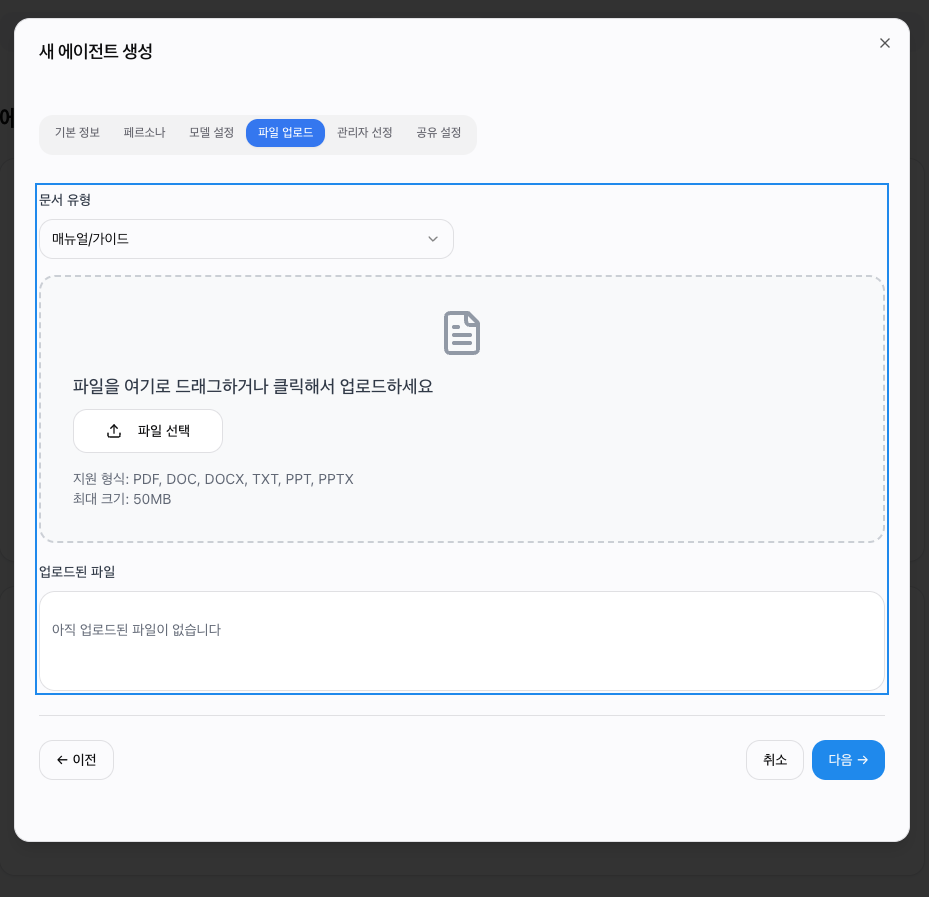 새 에이전트 생성
에
기본 정보 페르소나 모델 설정 파일 업로드 관리자 선정 공유 설정
문서 유형
매뉴얼/가이드
파일을 여기로 드래그하거나 클릭해서 업로드하세요
파일 선택
지원 형식: PDF, DOC, DOCX, TXT, PPT, PPTX
최대 크기: 50MB
업로드된 파일
아직 업로드된 파일이 없습니다
← 이전 취소 다음 →